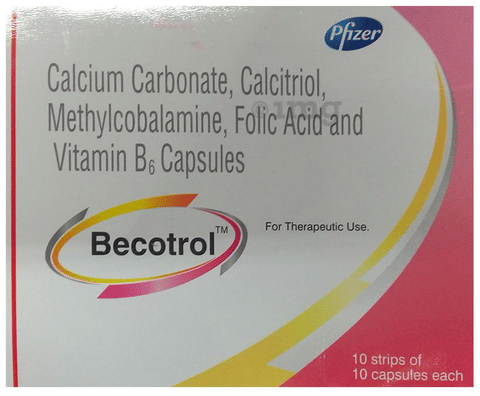 Pfizer
Calcium Carbonate, Calcitriol,
Methylcobalamine, Folic Acid and
Vitamin B₆ Capsules
1mg
Becotrol™
For Therapeutic Use.
10 strips of
10 capsules each